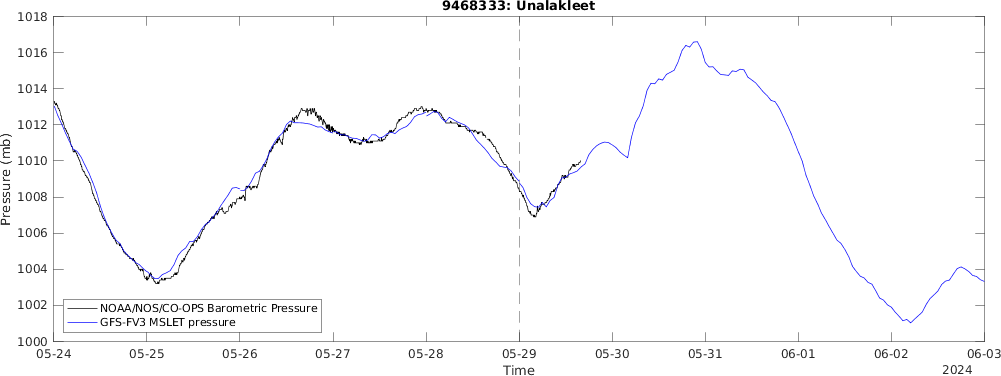 9468333: Unalakleet
1018
1016
1014
1012
1010
1008
1006
1004
1002
1000
Pressure (mb)
NOAA/NOS/CO-OPS Barometric Pressure
GFS-FV3 MSLET pressure
05-24 05-25 05-26 05-27 05-28 05-29 05-30 05-31 06-01 06-02 06-03
Time
2024